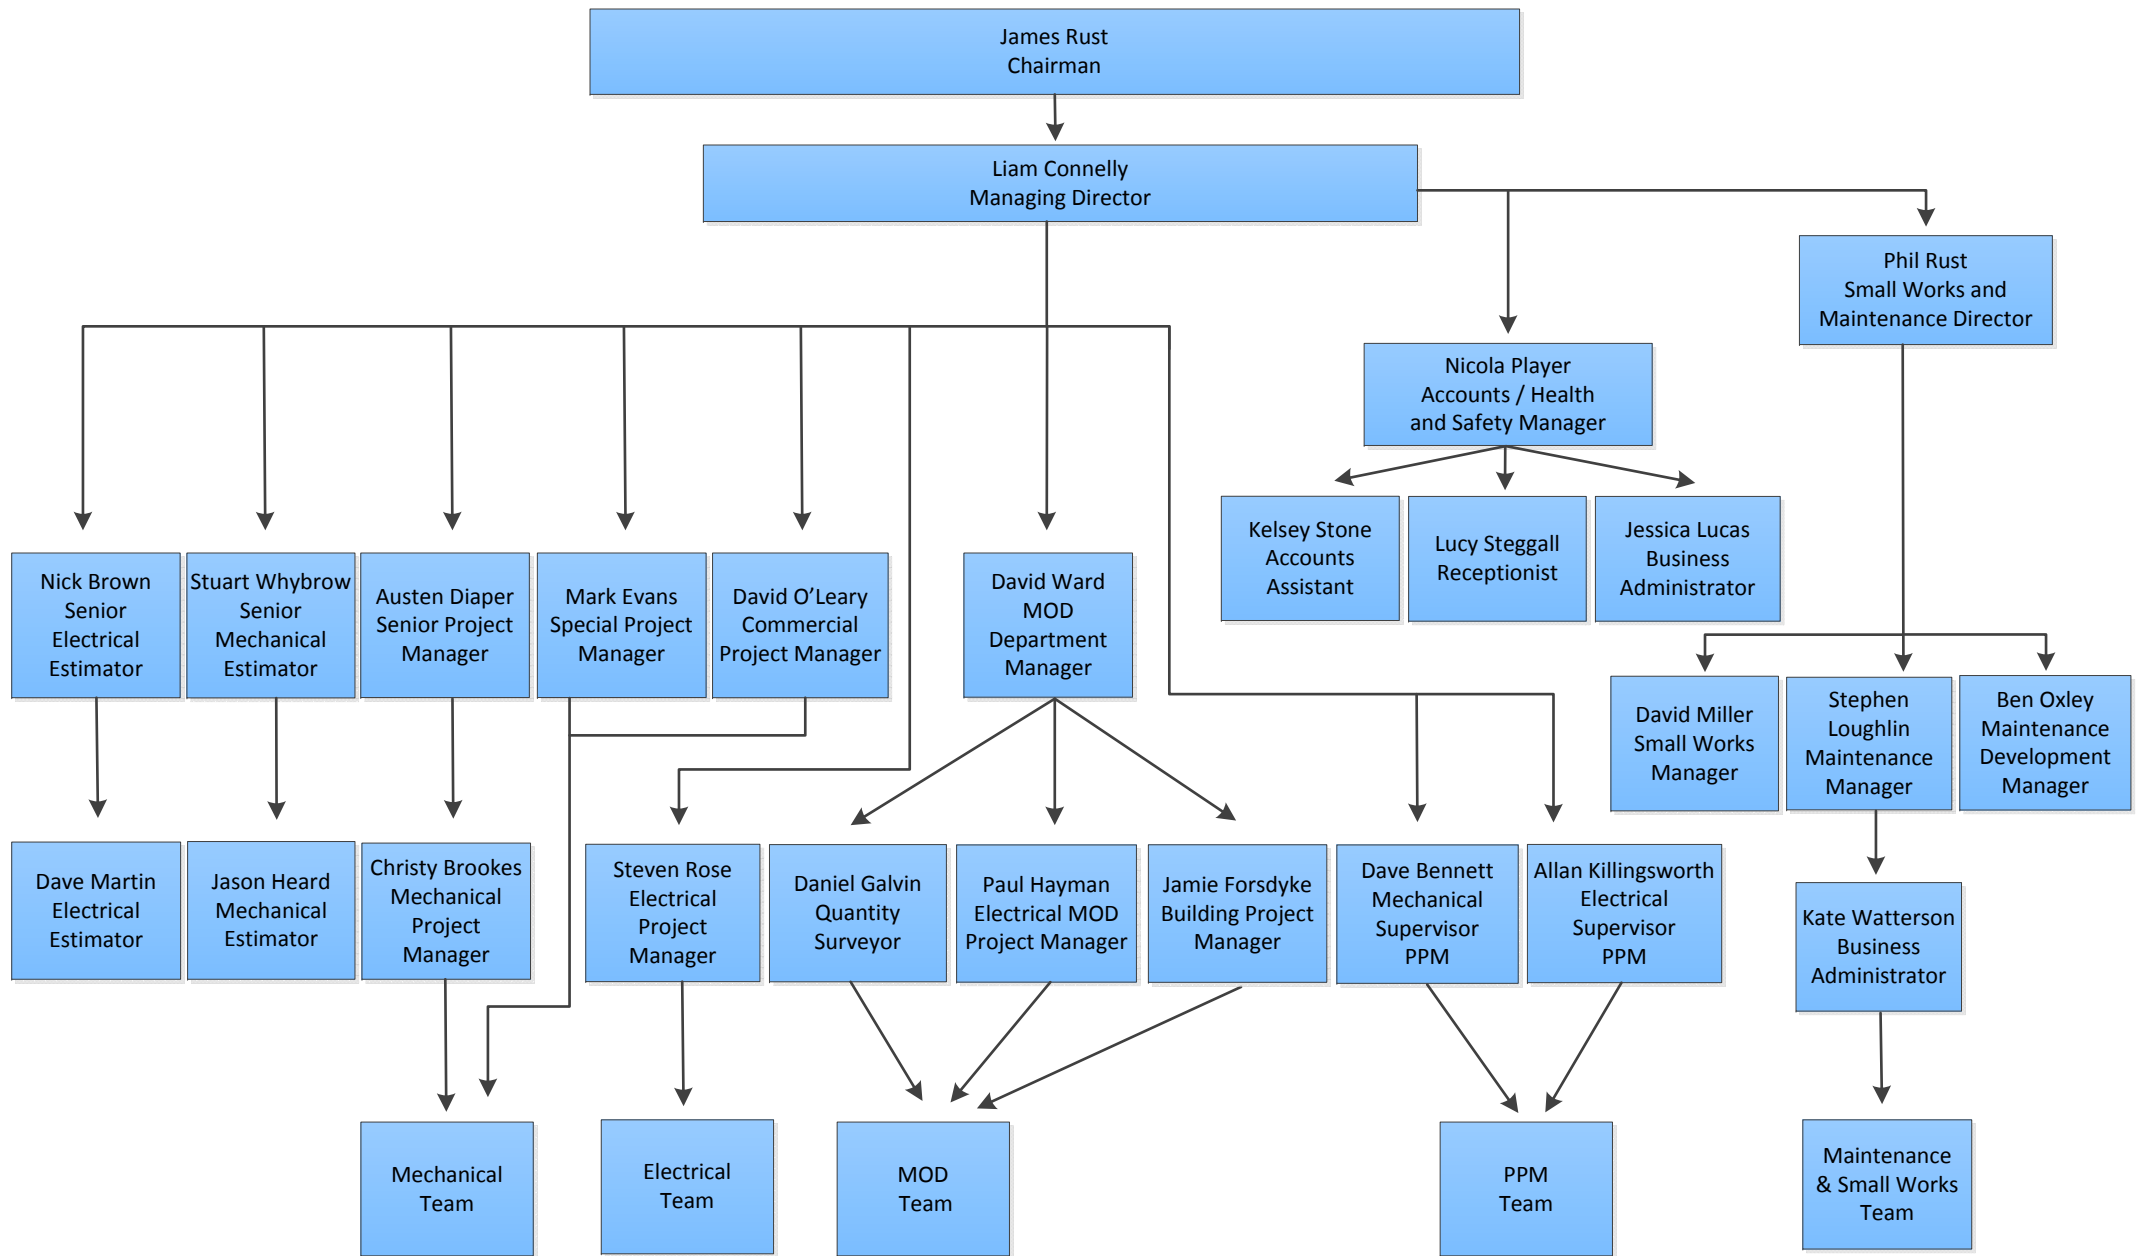 James Rust
Chairman
Liam Connelly
Managing Director
Phil Rust
Small Works and
Maintenance Director
Nicola Player
Accounts / Health
and Safety Manager
Kelsey Stone
Accounts
Assistant
Lucy Steggall
Receptionist
Jessica Lucas
Business
Administrator
Nick Brown
Senior
Electrical
Estimator
Stuart Whybrow
Senior
Mechanical
Estimator
Austen Diaper
Senior Project
Manager
Mark Evans
Special Project
Manager
David O’Leary
Commercial
Project Manager
David Ward
MOD
Department
Manager
David Miller
Small Works
Manager
Stephen
Loughlin
Maintenance
Manager
Ben Oxley
Maintenance
Development
Manager
Dave Martin
Electrical
Estimator
Jason Heard
Mechanical
Estimator
Christy Brookes
Mechanical
Project
Manager
Steven Rose
Electrical
Project
Manager
Daniel Galvin
Quantity
Surveyor
Paul Hayman
Electrical MOD
Project Manager
Jamie Forsdyke
Building Project
Manager
Dave Bennett
Mechanical
Supervisor
PPM
Allan Killingsworth
Electrical
Supervisor
PPM
Kate Watterson
Business
Administrator
Mechanical
Team
Electrical
Team
MOD
Team
PPM
Team
Maintenance
& Small Works
Team